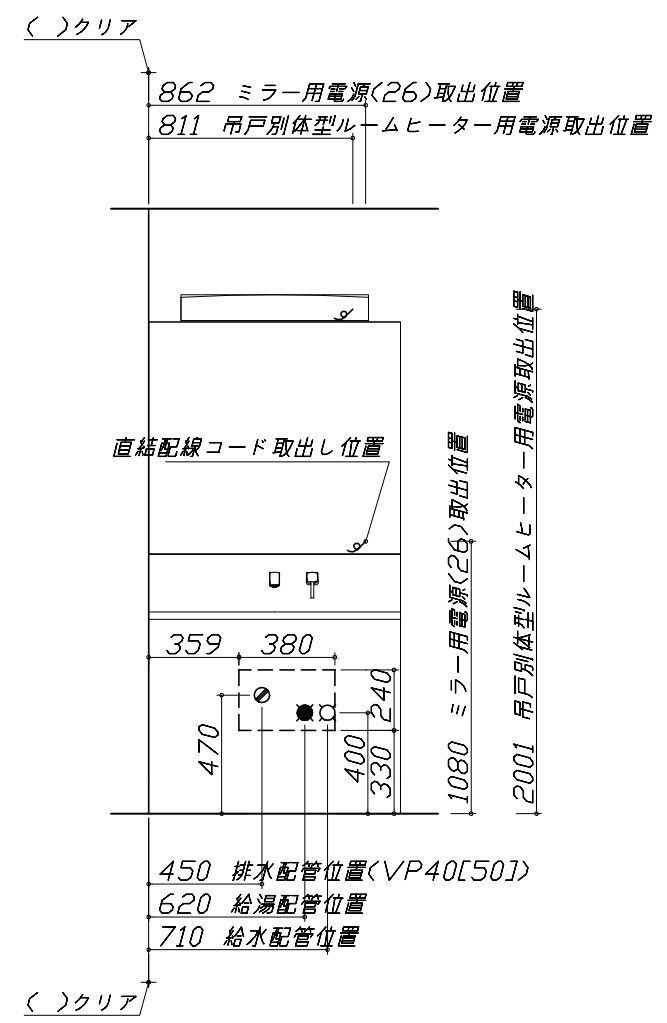 ( )クリア
862 ミラー用電源(26)取出位置
811 吊戸別体型ルームヒーター用電源取出位置
直結配線コード取出し位置
1080 ミラー用電源(26)取出位置
2001 吊戸別体型ルームヒーター用電源取出位置
359 380
240
470
400
330
450 排水配管位置(VP40[50])
620 給湯配管位置
710 給水配管位置
( )クリア